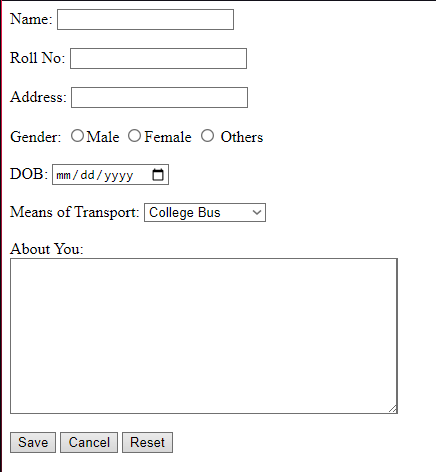 Name:
Roll No:
Address:
Gender: Male Female Others
DOB: mm/dd/yyyy
Means of Transport: College Bus
About You:
Save Cancel Reset